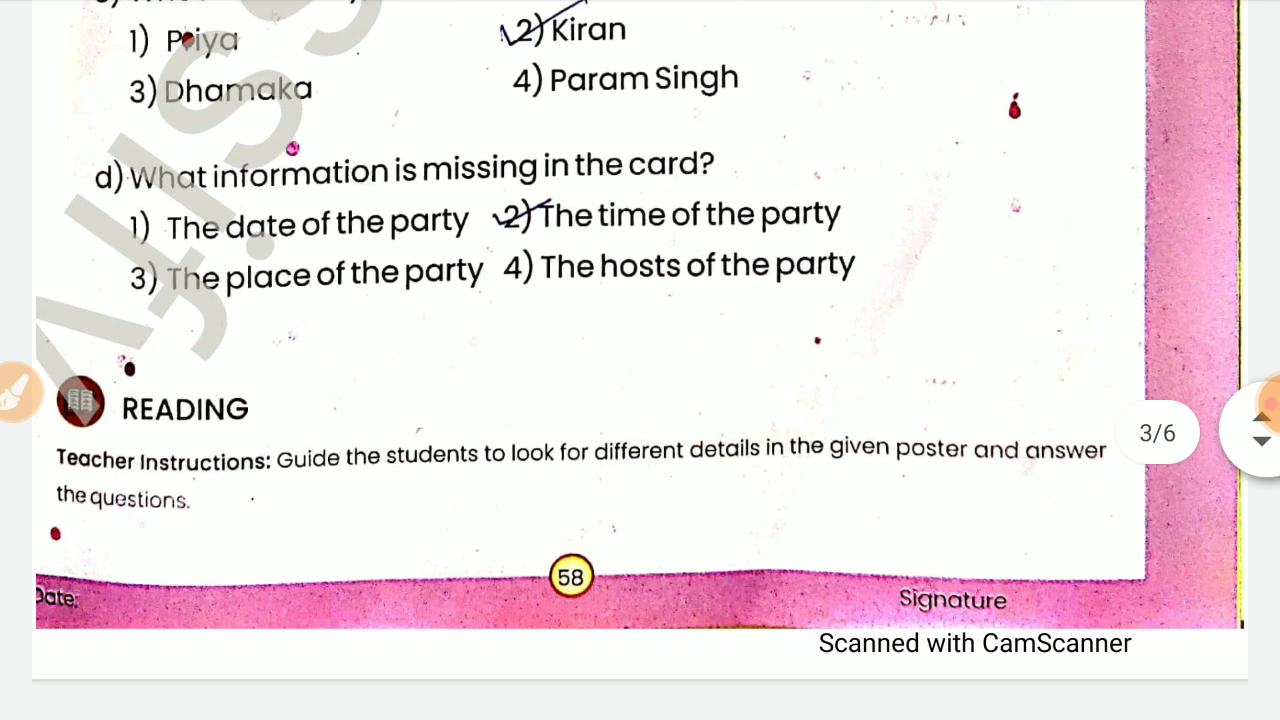 1) Priya
2) Kiran
3) Dhamaka
4) Param Singh
d) What information is missing in the card?
1) The date of the party 2) The time of the party
3) The place of the party 4) The hosts of the party
READING
Teacher Instructions: Guide the students to look for different details in the given poster and answer
the questions.
3/6
58
Date:
Signature
Scanned with CamScanner